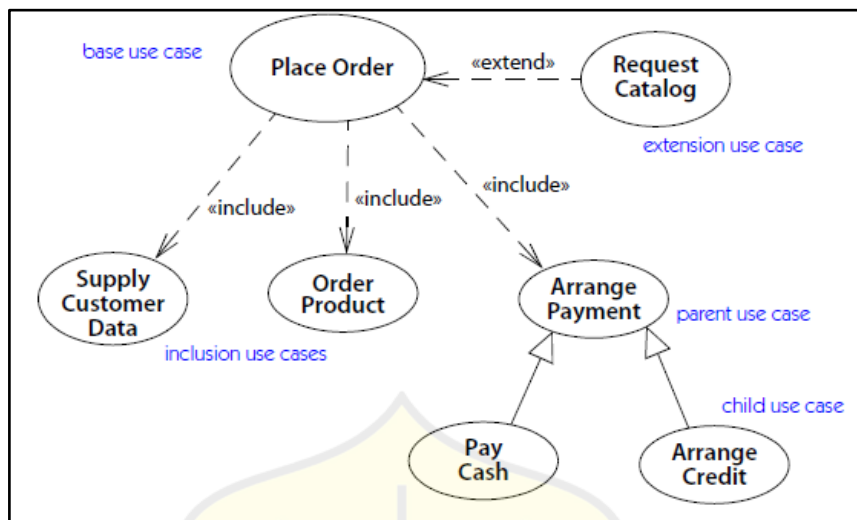 base use case
Place Order
«extend»
Request
Catalog
extension use case
«include»
«include»
«include»
Supply
Customer
Data
Order
Product
Arrange
Payment
parent use case
inclusion use cases
child use case
Pay
Cash
Arrange
Credit